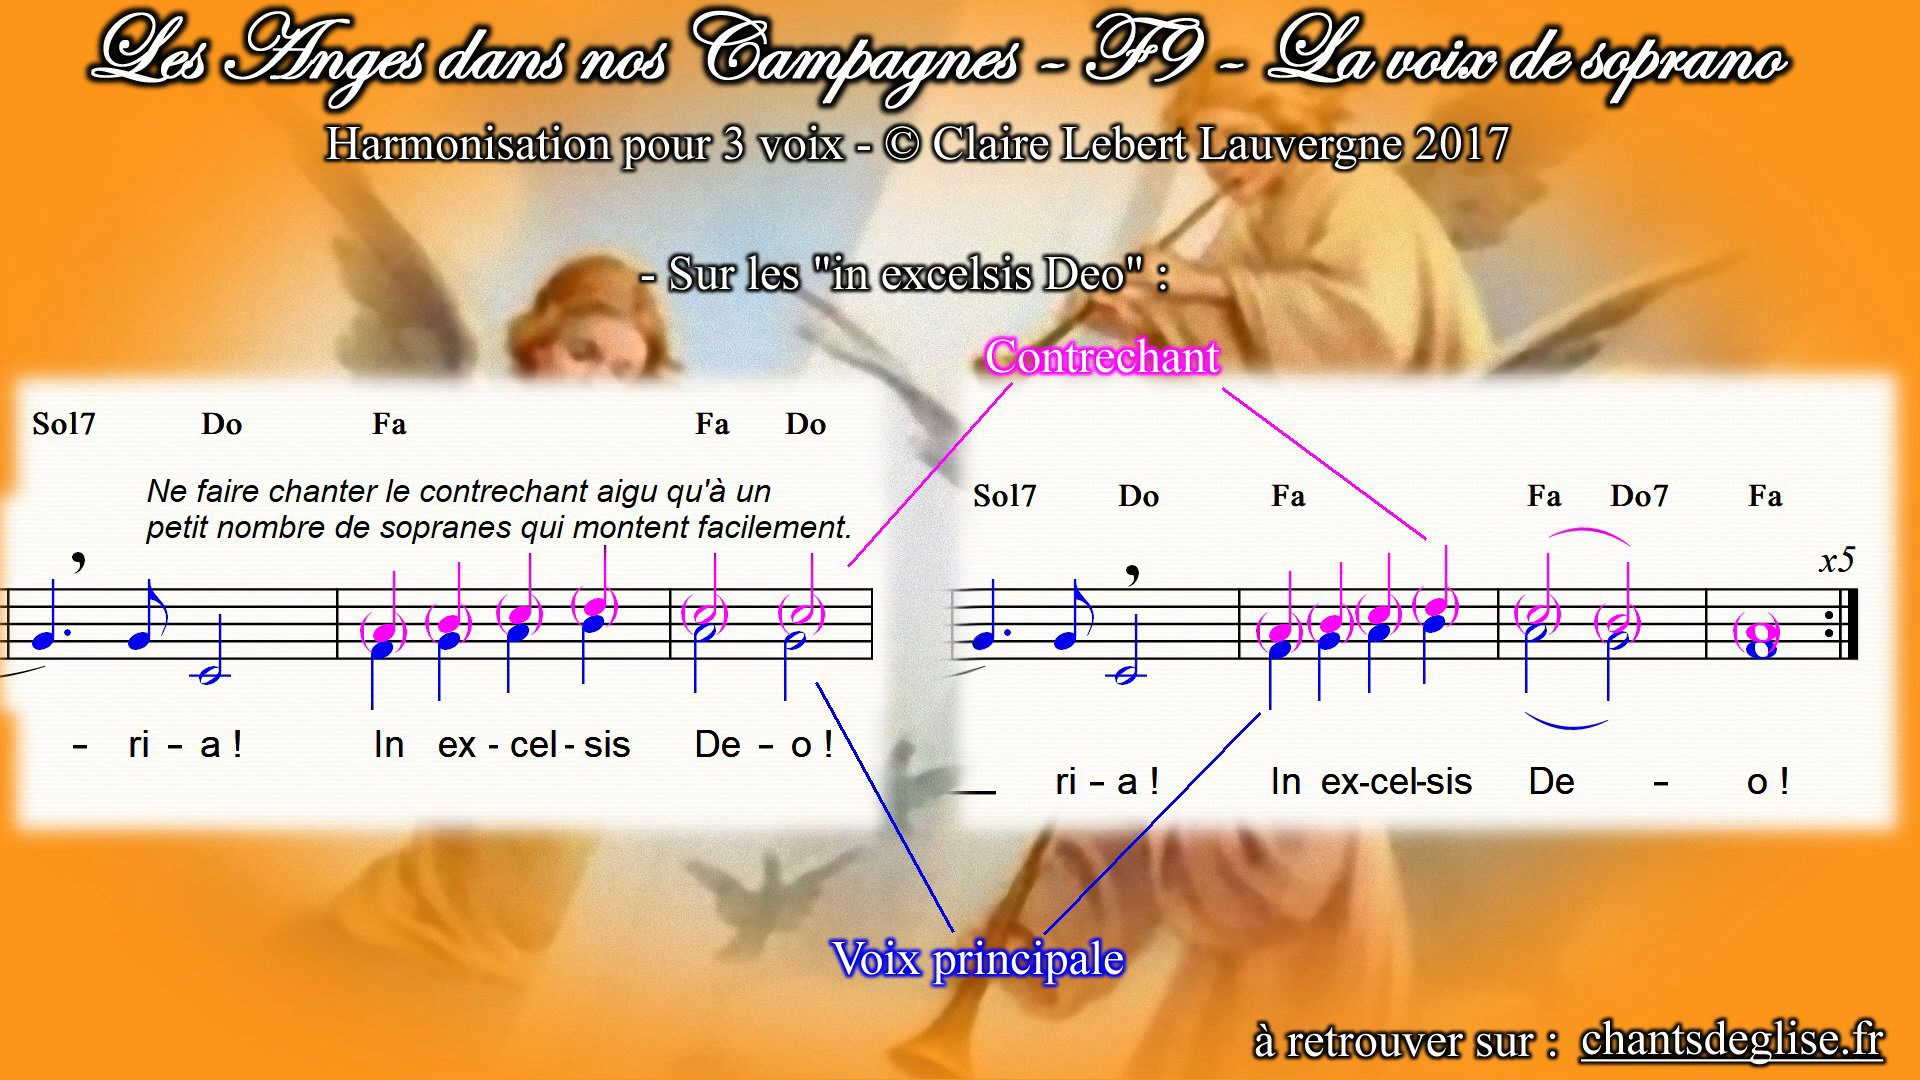 Les Anges dans nos Campagnes - F9 - La voix de soprano
Harmonisation pour 3 voix - © Claire Lebert Lauvergne 2017
- Sur les "in excelsis Deo" :
Contrechant
Sol7 Do Fa Fa Do
Ne faire chanter le contrechant aigu qu'à un
petit nombre de sopranes qui montent facilement.
- ri - a ! In ex - cel - sis De - o !
Sol7 Do Fa Fa Do7 Fa
x5
ri - a ! In ex-cel-sis De - o !
Voix principale
à retrouver sur : chantsdeglise.fr